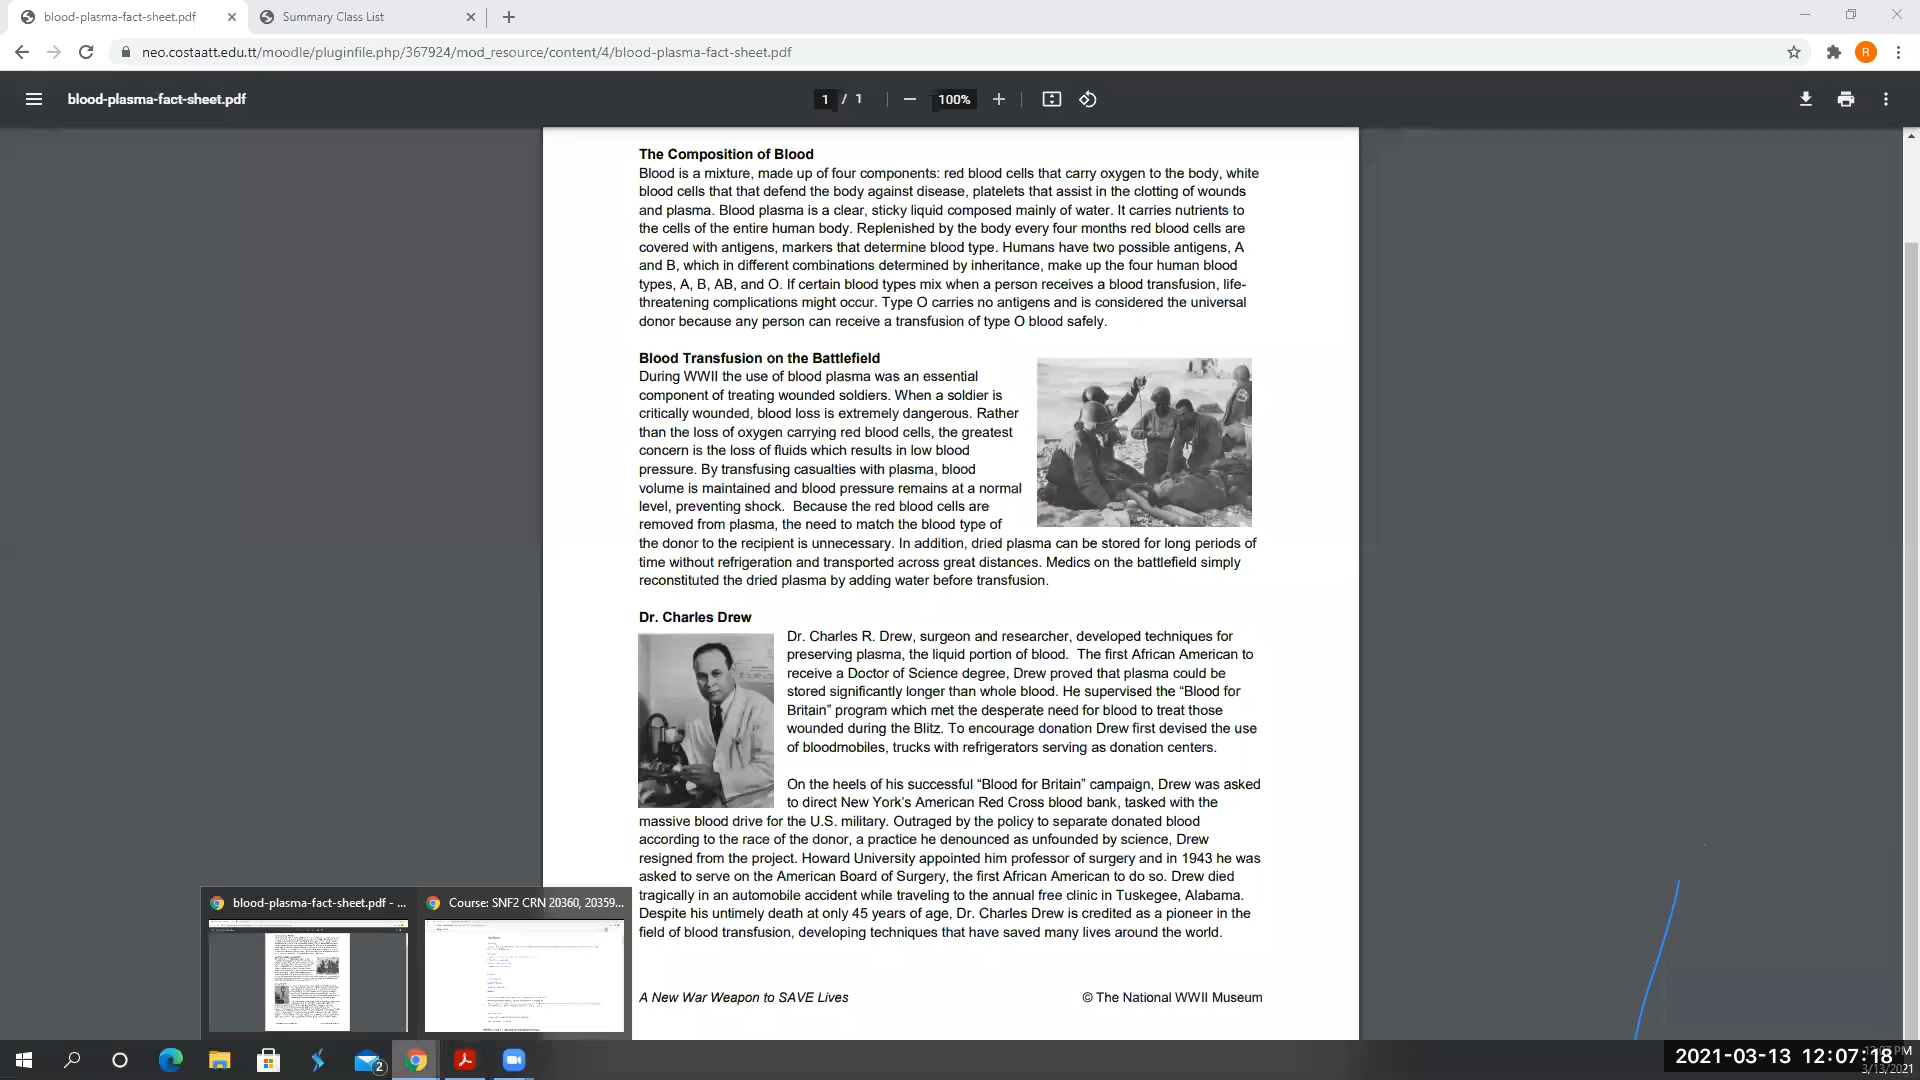 blood-plasma-fact-sheet.pdf
Summary Class List
neo.costaatt.edu.tt/moodle/pluginfile.php/367924/mod_resource/content/4/blood-plasma-fact-sheet.pdf
R
blood-plasma-fact-sheet.pdf
1 / 1
100%
The Composition of Blood
Blood is a mixture, made up of four components: red blood cells that carry oxygen to the body, white
blood cells that that defend the body against disease, platelets that assist in the clotting of wounds
and plasma. Blood plasma is a clear, sticky liquid composed mainly of water. It carries nutrients to
the cells of the entire human body. Replenished by the body every four months red blood cells are
covered with antigens, markers that determine blood type. Humans have two possible antigens, A
and B, which in different combinations determined by inheritance, make up the four human blood
types, A, B, AB, and O. If certain blood types mix when a person receives a blood transfusion, life-
threatening complications might occur. Type O carries no antigens and is considered the universal
donor because any person can receive a transfusion of type O blood safely.
Blood Transfusion on the Battlefield
During WWII the use of blood plasma was an essential
component of treating wounded soldiers. When a soldier is
critically wounded, blood loss is extremely dangerous. Rather
than the loss of oxygen carrying red blood cells, the greatest
concern is the loss of fluids which results in low blood
pressure. By transfusing casualties with plasma, blood
volume is maintained and blood pressure remains at a normal
level, preventing shock.  Because the red blood cells are
removed from plasma, the need to match the blood type of
the donor to the recipient is unnecessary. In addition, dried plasma can be stored for long periods of
time without refrigeration and transported across great distances. Medics on the battlefield simply
reconstituted the dried plasma by adding water before transfusion.
Dr. Charles Drew
Dr. Charles R. Drew, surgeon and researcher, developed techniques for
preserving plasma, the liquid portion of blood.  The first African American to
receive a Doctor of Science degree, Drew proved that plasma could be
stored significantly longer than whole blood. He supervised the “Blood for
Britain” program which met the desperate need for blood to treat those
wounded during the Blitz. To encourage donation Drew first devised the use
of bloodmobiles, trucks with refrigerators serving as donation centers.
On the heels of his successful “Blood for Britain” campaign, Drew was asked
to direct New York’s American Red Cross blood bank, tasked with the
massive blood drive for the U.S. military. Outraged by the policy to separate donated blood
according to the race of the donor, a practice he denounced as unfounded by science, Drew
resigned from the project. Howard University appointed him professor of surgery and in 1943 he was
asked to serve on the American Board of Surgery, the first African American to do so. Drew died
tragically in an automobile accident while traveling to the annual free clinic in Tuskegee, Alabama.
Despite his untimely death at only 45 years of age, Dr. Charles Drew is credited as a pioneer in the
field of blood transfusion, developing techniques that have saved many lives around the world.
A New War Weapon to SAVE Lives
© The National WWII Museum
blood-plasma-fact-sheet.pdf - ...
Course: SNF2 CRN 20360, 20359...
2
2021-03-13 12:07:18
3/13/2021